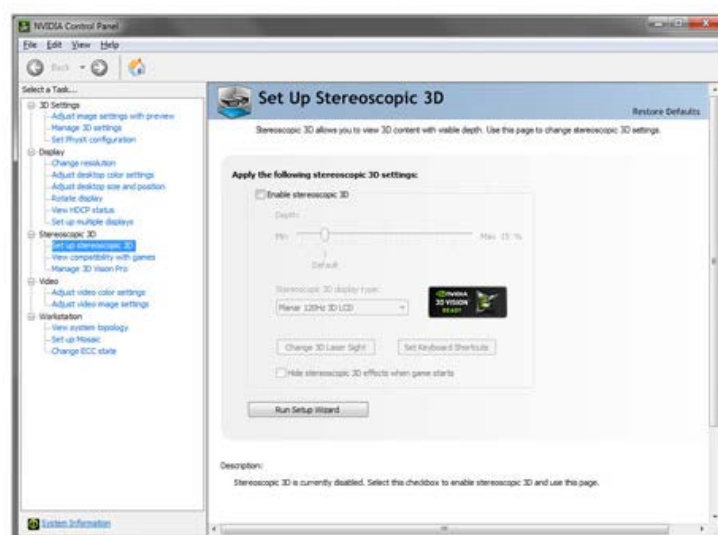 NVIDIA Control Panel
File Edit View Help
Back
Select a Task...
3D Settings
Adjust image settings with preview
Manage 3D settings
Set PhysX configuration
Display
Change resolution
Adjust desktop color settings
Adjust desktop size and position
Rotate display
View HDCP status
Set up multiple displays
Stereoscopic 3D
Set up stereoscopic 3D
View compatibility with games
Manage 3D Vision Pro
Video
Adjust video color settings
Adjust video image settings
Workstation
View system topology
Set up Mosaic
Change ECC state
System Information
Set Up Stereoscopic 3D
Restore Defaults
Stereoscopic 3D allows you to view 3D content with visible depth. Use this page to change stereoscopic 3D settings.
Apply the following stereoscopic 3D settings:
Enable stereoscopic 3D
Depth:
Min Max 15 %
Default
Stereoscopic 3D display type:
Planar 120Hz 3D LCD
NVIDIA
3D VISION
READY
Change 3D Laser Sight Set Keyboard Shortcuts
Hide stereoscopic 3D effects when game starts
Run Setup Wizard
Description:
Stereoscopic 3D is currently disabled. Select this checkbox to enable stereoscopic 3D and use this page.